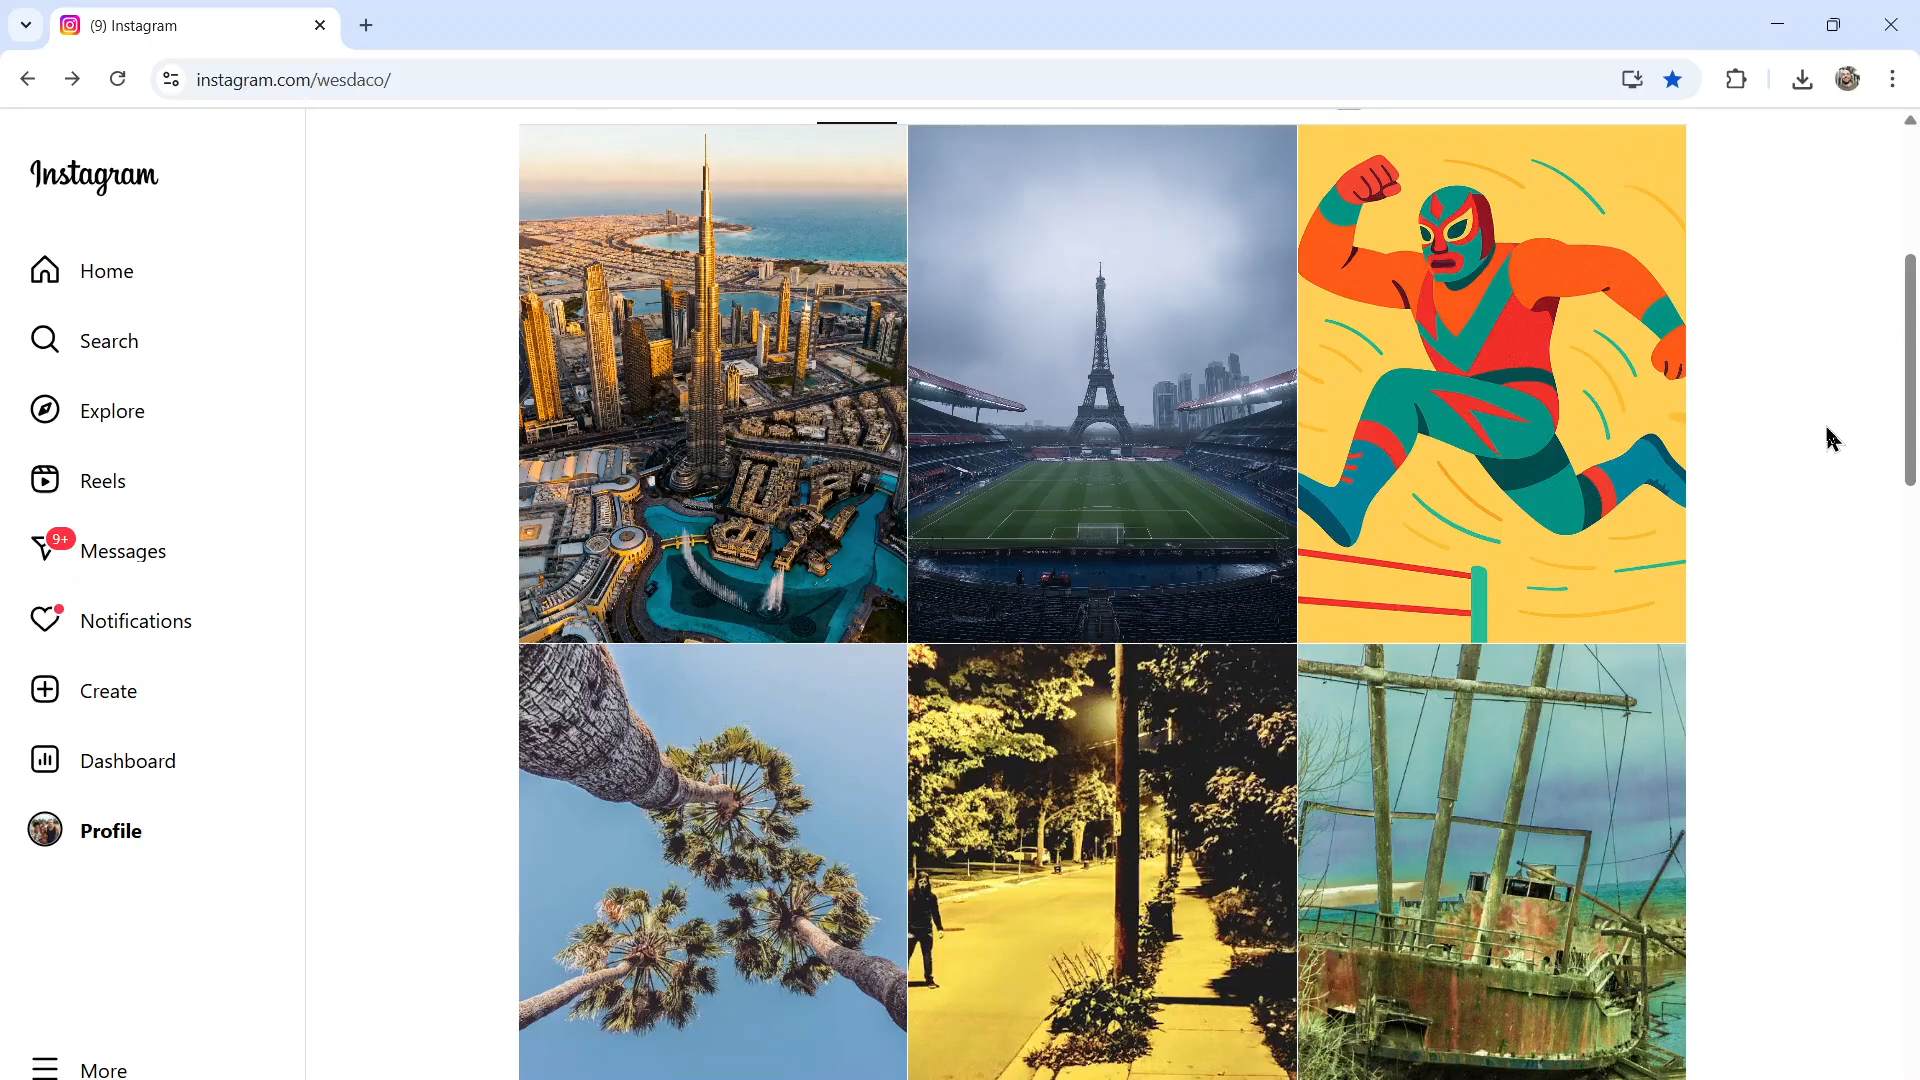 (9) Instagram
instagram.com/wesdaco/
Instagram
Home
Search
Explore
Reels
9+
Messages
Notifications
Create
Dashboard
Profile
More